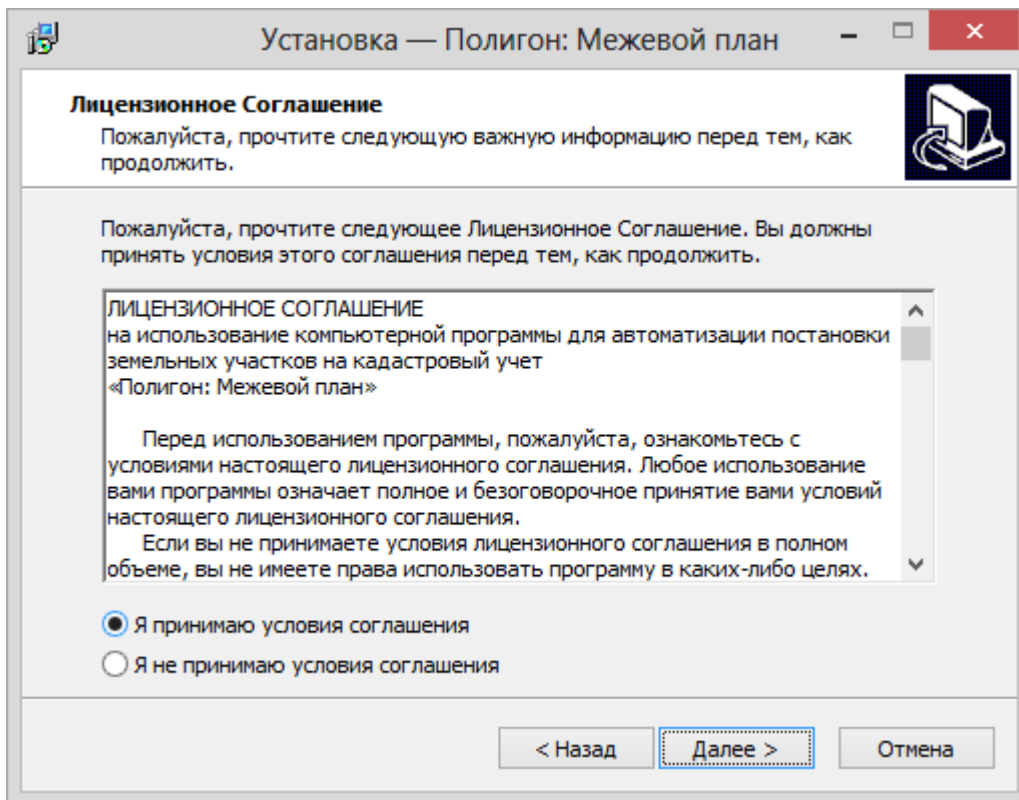 Установка — Полигон: Межевой план
Лицензионное Соглашение
Пожалуйста, прочтите следующую важную информацию перед тем, как
продолжить.
Пожалуйста, прочтите следующее Лицензионное Соглашение. Вы должны
принять условия этого соглашения перед тем, как продолжить.
ЛИЦЕНЗИОННОЕ СОГЛАШЕНИЕ
на использование компьютерной программы для автоматизации постановки
земельных участков на кадастровый учет
«Полигон: Межевой план»
Перед использованием программы, пожалуйста, ознакомьтесь с
условиями настоящего лицензионного соглашения. Любое использование
вами программы означает полное и безоговорочное принятие вами условий
настоящего лицензионного соглашения.
Если вы не принимаете условия лицензионного соглашения в полном
объеме, вы не имеете права использовать программу в каких-либо целях.
Я принимаю условия соглашения
Я не принимаю условия соглашения
< Назад Далее > Отмена